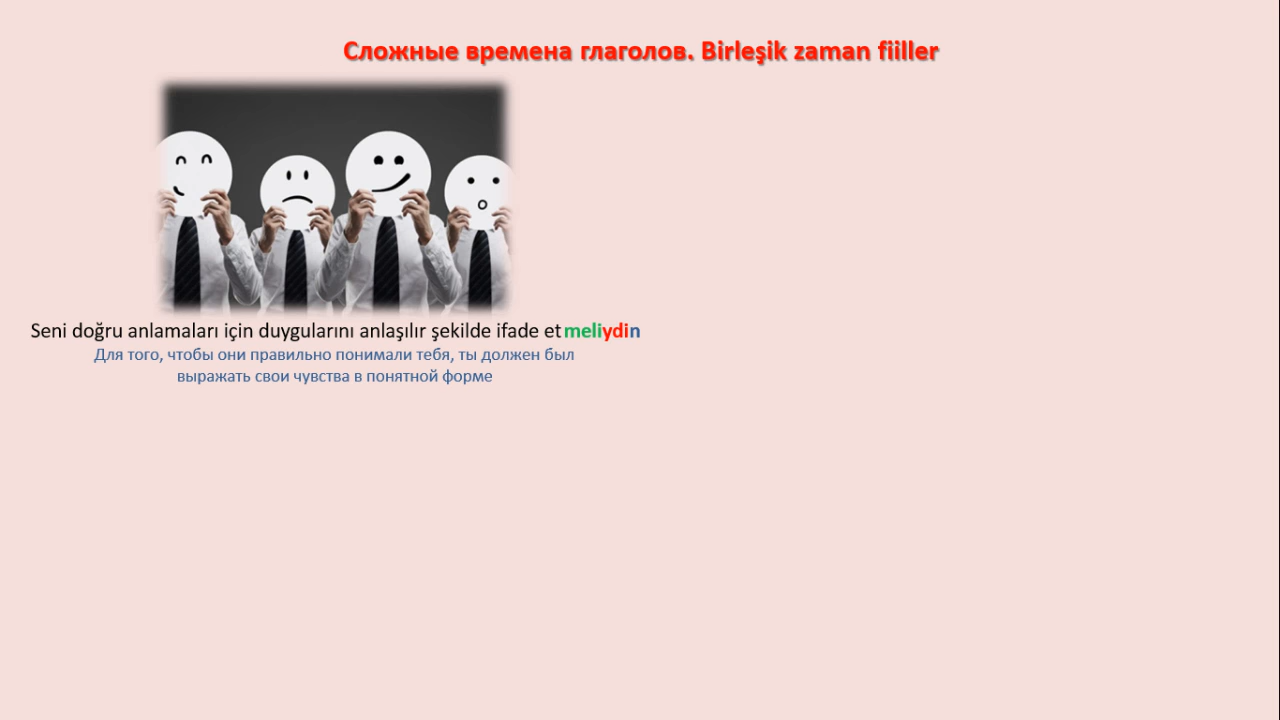 Сложные времена глаголов. Birleşik zaman fiiller
Seni doğru anlamaları için duygularını anlaşılır şekilde ifade etmeliydin
Для того, чтобы они правильно понимали тебя, ты должен был
выражать свои чувства в понятной форме